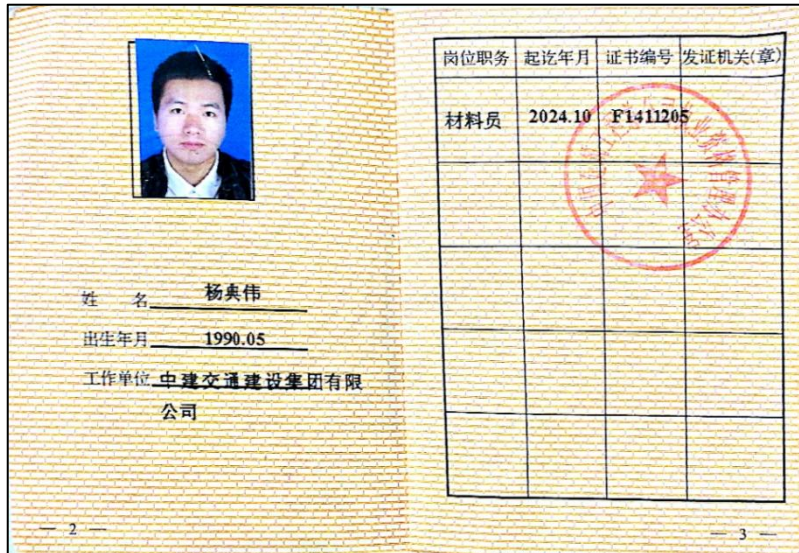 姓 名 杨典伟
出生年月 1990.05
工作单位 中建交通建设集团有限
公司
— 2 —
岗位职务 起讫年月 证书编号 发证机关(章)
材料员 2024.10 F1411205
— 3 —